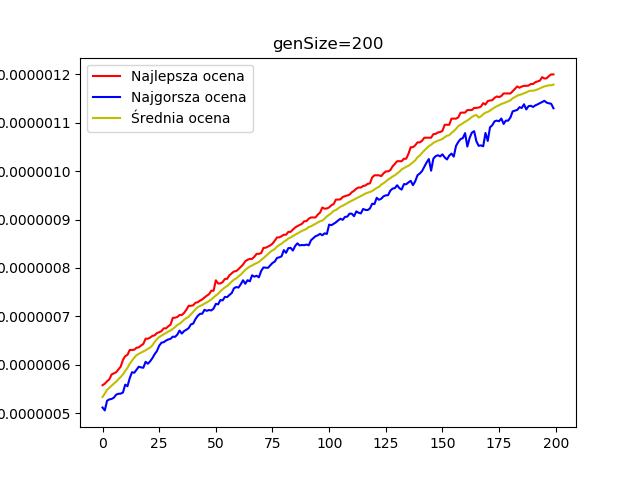 genSize=200
Najlepsza ocena
Najgorsza ocena
Średnia ocena
0.0000012
0.0000011
0.0000010
0.0000009
0.0000008
0.0000007
0.0000006
0.0000005
0 25 50 75 100 125 150 175 200